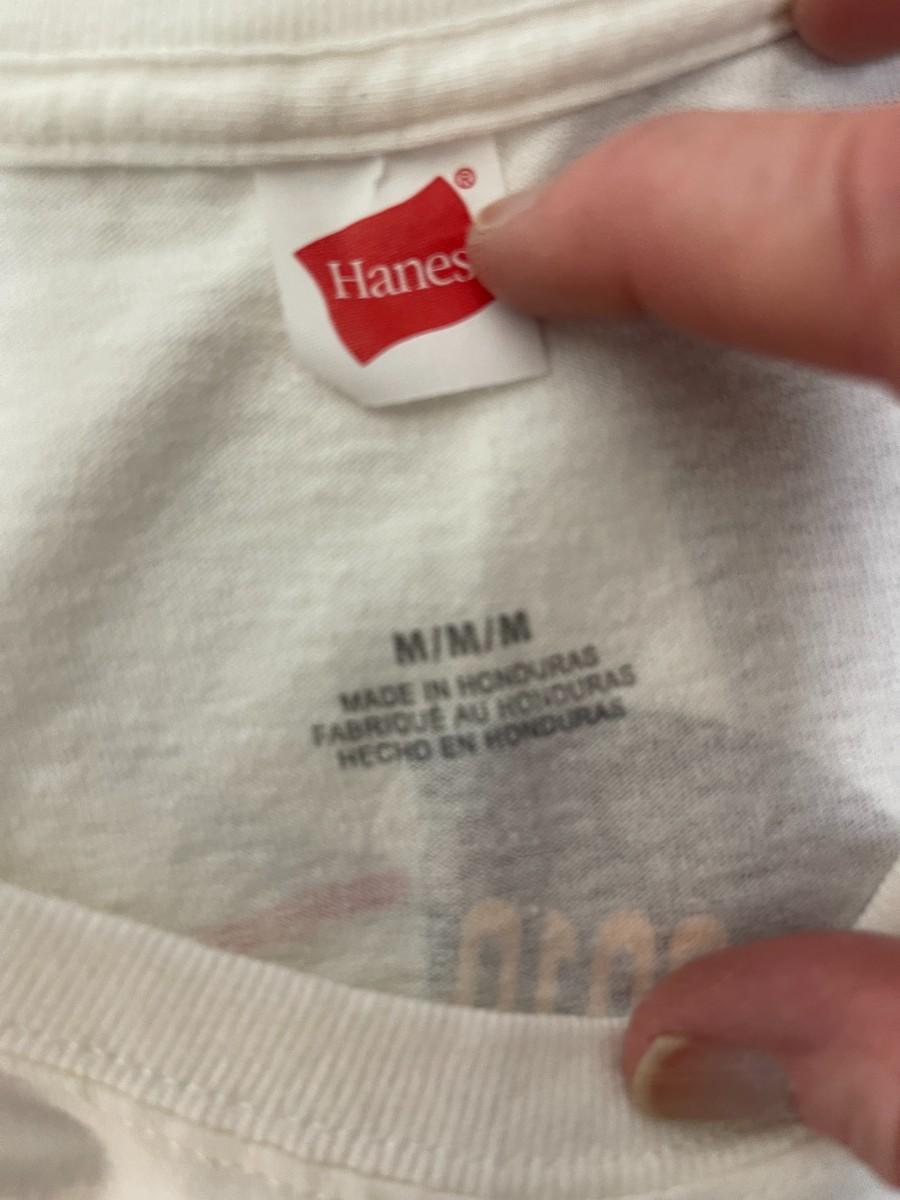 Hanes
®
M/M/M
MADE IN HONDURAS
FABRIQUÉ AU HONDURAS
HECHO EN HONDURAS